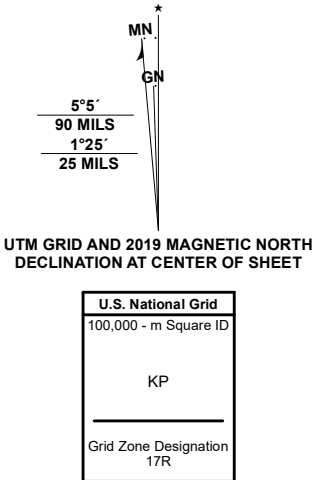 ★
MN
GN
5°5´
90 MILS
1°25´
25 MILS
UTM GRID AND 2019 MAGNETIC NORTH
DECLINATION AT CENTER OF SHEET
U.S. National Grid
100,000 - m Square ID
KP
Grid Zone Designation
17R